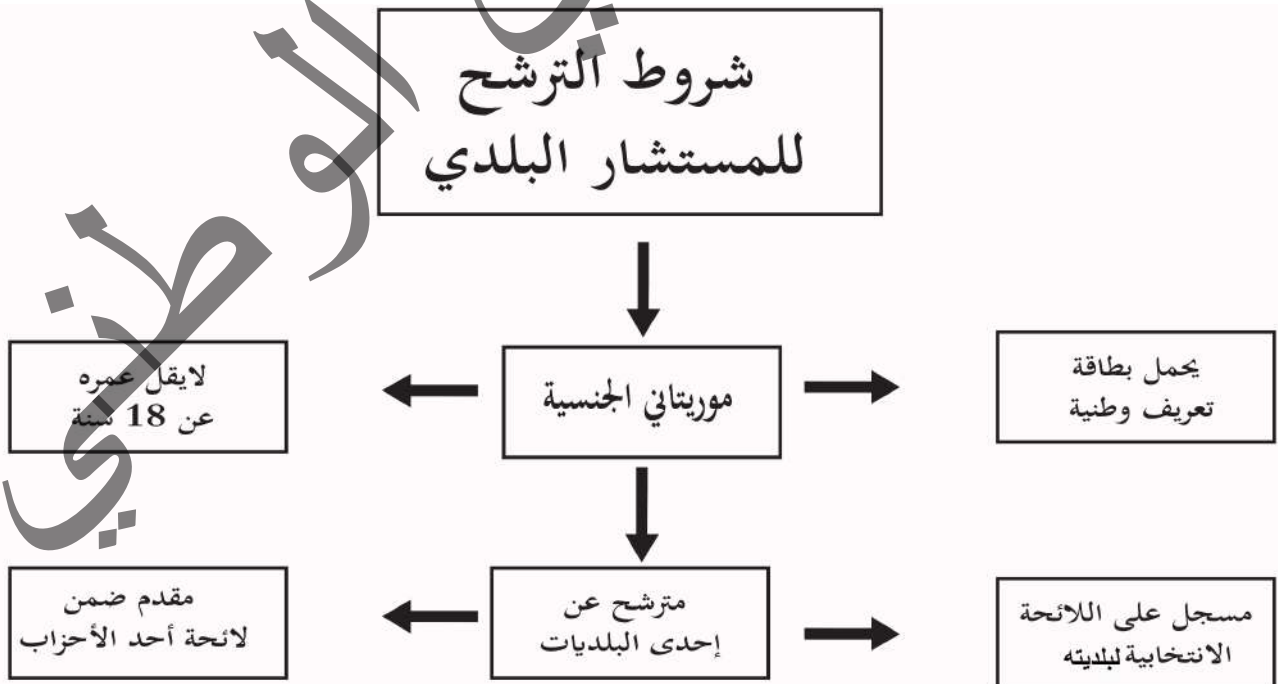 شروط الترشح
للمستشار البلدي
يحمل بطاقة
تعريف وطنية
موريتاني الجنسية
لايقل عمره
عن 18 سنة
مسجل على اللائحة
الانتخابية لبلديته
مترشح عن
إحدى البلديات
مقدم ضمن
لائحة أحد الأحزاب